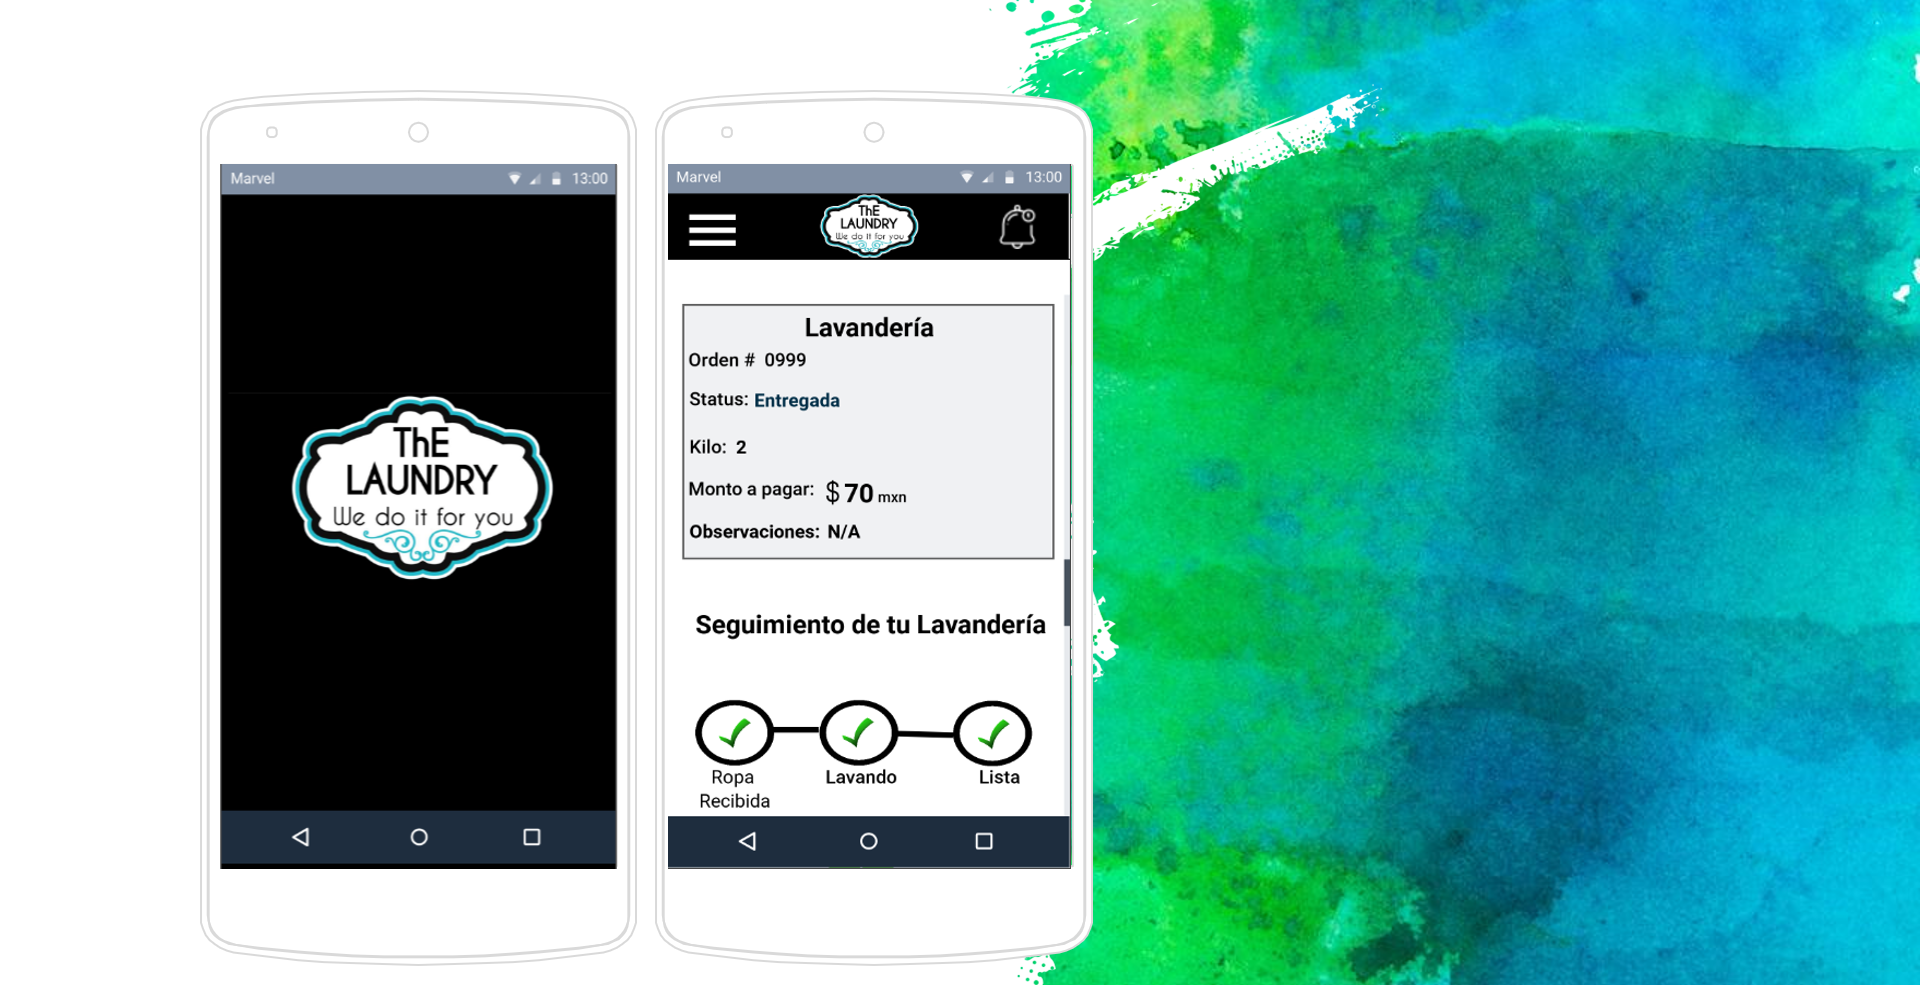 Marvel
13:00
ThE
LAUNDRY
We do it for you
Marvel
13:00
ThE
LAUNDRY
We do it for you
Lavandería
Orden # 0999
Status: Entregada
Kilo: 2
Monto a pagar: $ 70 mxn
Observaciones: N/A
Seguimiento de tu Lavandería
Ropa
Recibida
Lavando
Lista